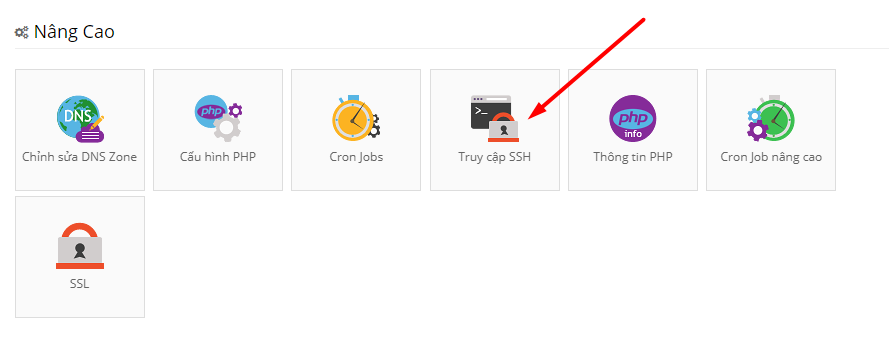 Nâng Cao
DNS
php
>_
php
info
Chỉnh sửa DNS Zone
Cấu hình PHP
Cron Jobs
Truy cập SSH
Thông tin PHP
Cron Job nâng cao
SSL